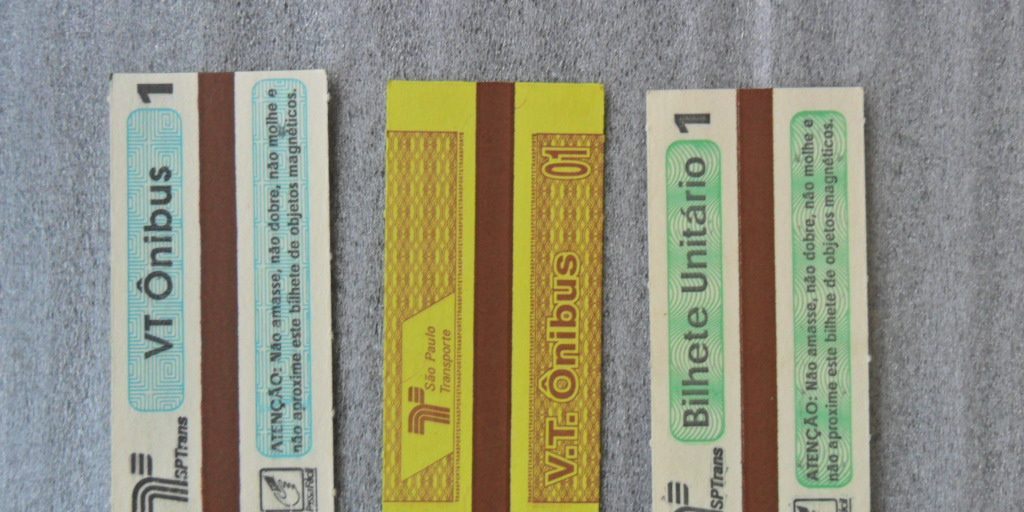 VT Ônibus 1
SPTrans
ATENÇÃO: Não amasse, não dobre, não molhe e
não aproxime este bilhete de objetos magnéticos.
São Paulo
Transporte
V.T. Ônibus 01
Bilhete Unitário 1
SPTrans
ATENÇÃO: Não amasse, não dobre, não molhe e
não aproxime este bilhete de objetos magnéticos.